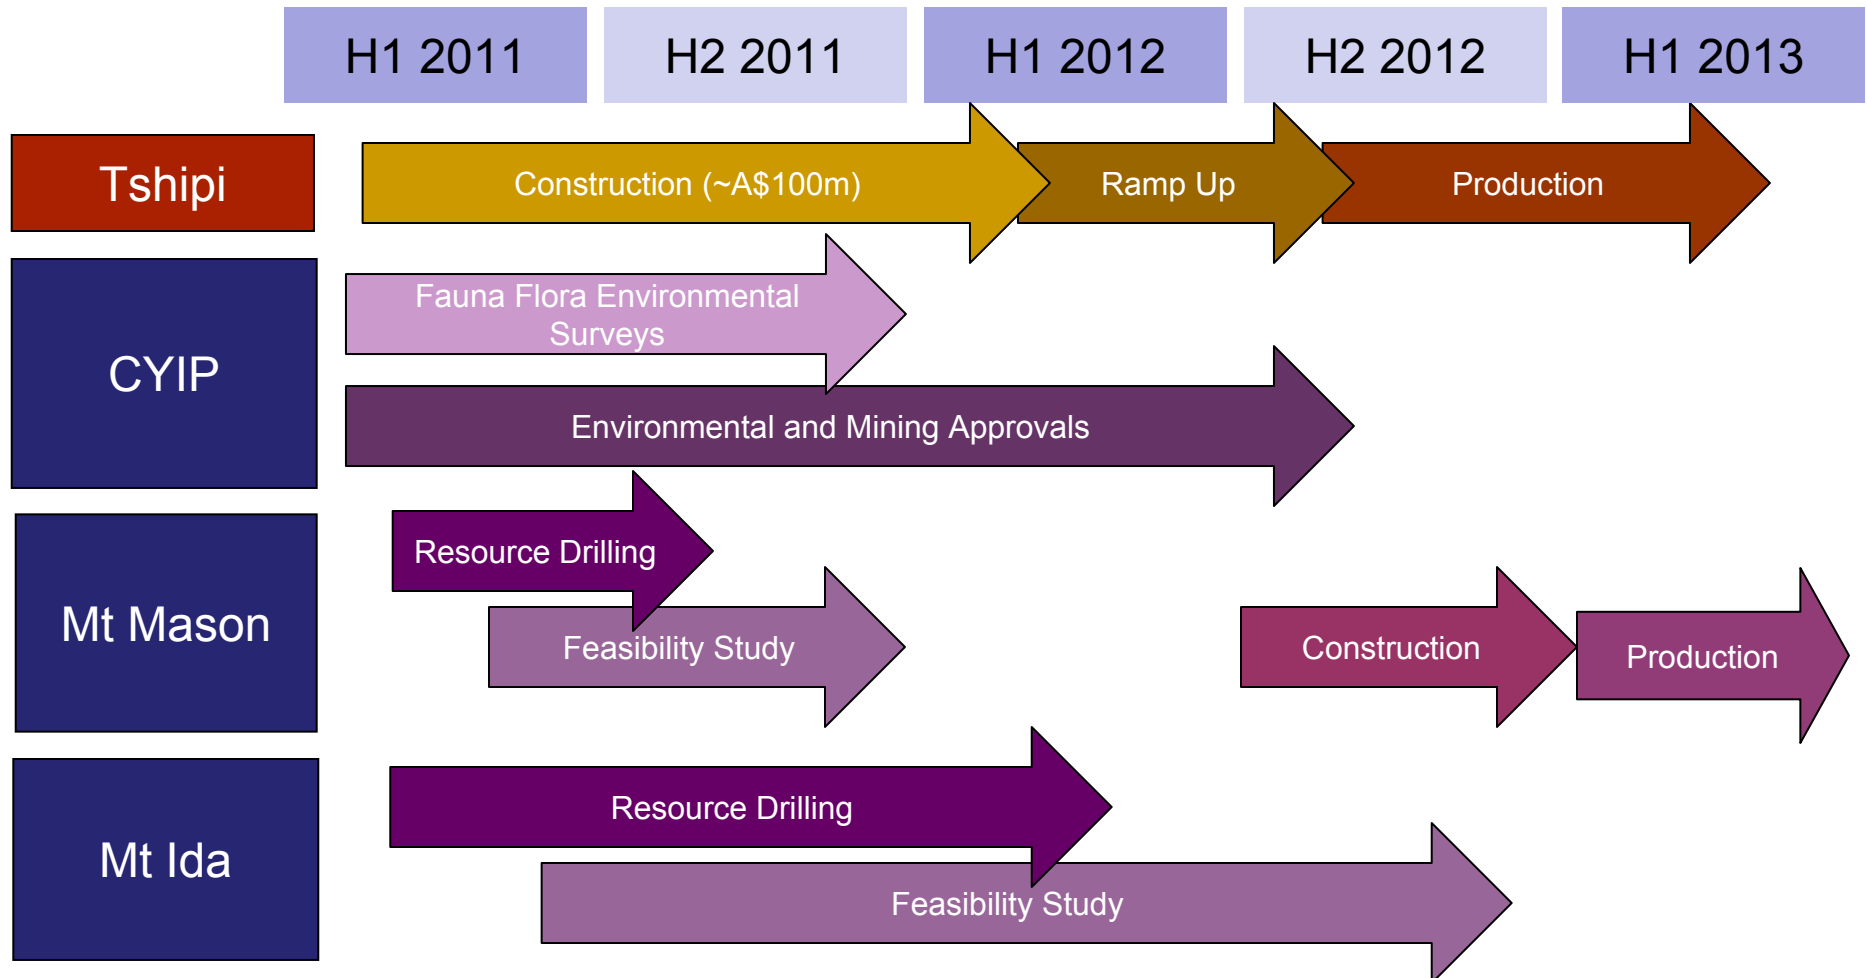 H1 2011
H2 2011
H1 2012
H2 2012
H1 2013
Tshipi
Construction (~A$100m)
Ramp Up
Production
CYIP
Fauna Flora Environmental
Surveys
Environmental and Mining Approvals
Mt Mason
Resource Drilling
Feasibility Study
Construction
Production
Mt Ida
Resource Drilling
Feasibility Study